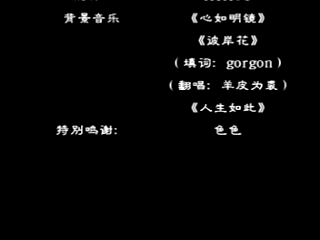 背景音乐 《心如明镜》
《彼岸花》
（填词: gorgon）
（翻唱: 羊皮为裘）
《人生如此》
特别鸣谢: 色色